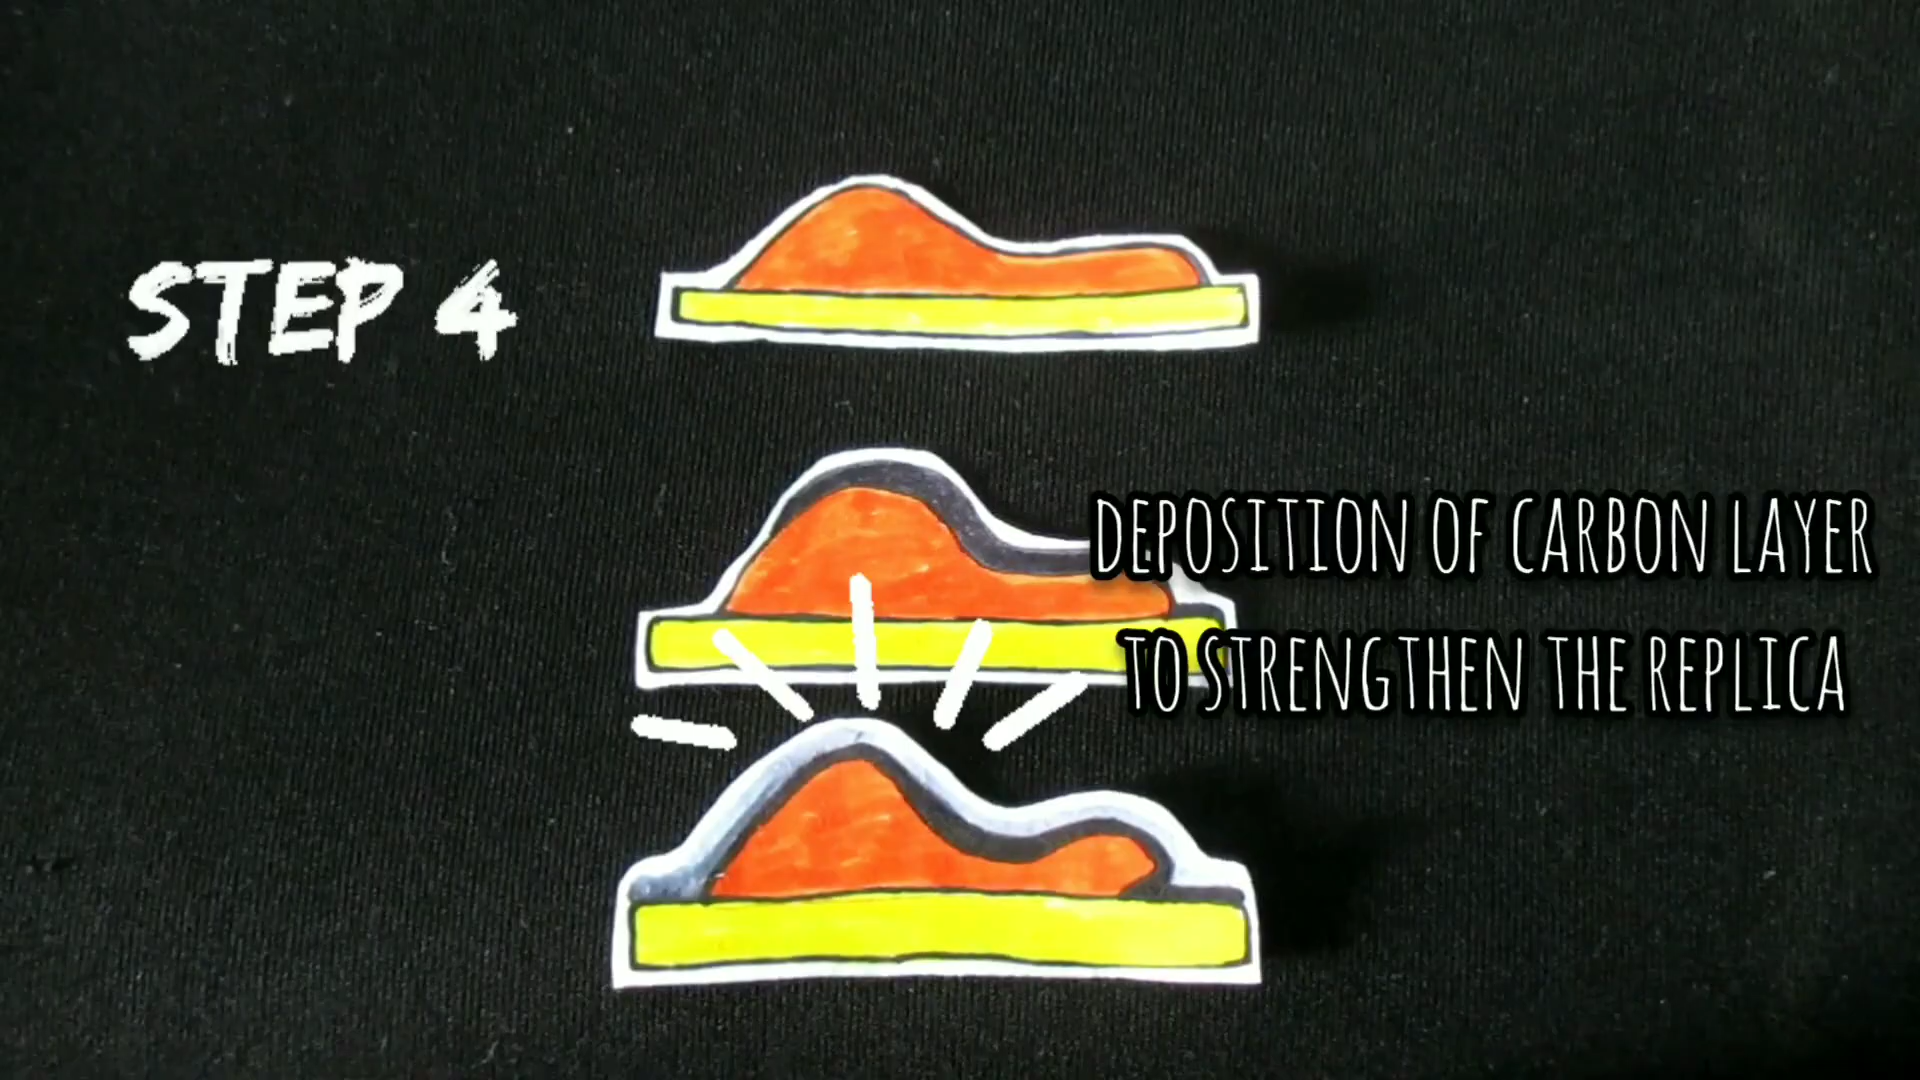 STEP 4
DEPOSITION OF CARBON LAYER
TO STRENGTHEN THE REPLICA